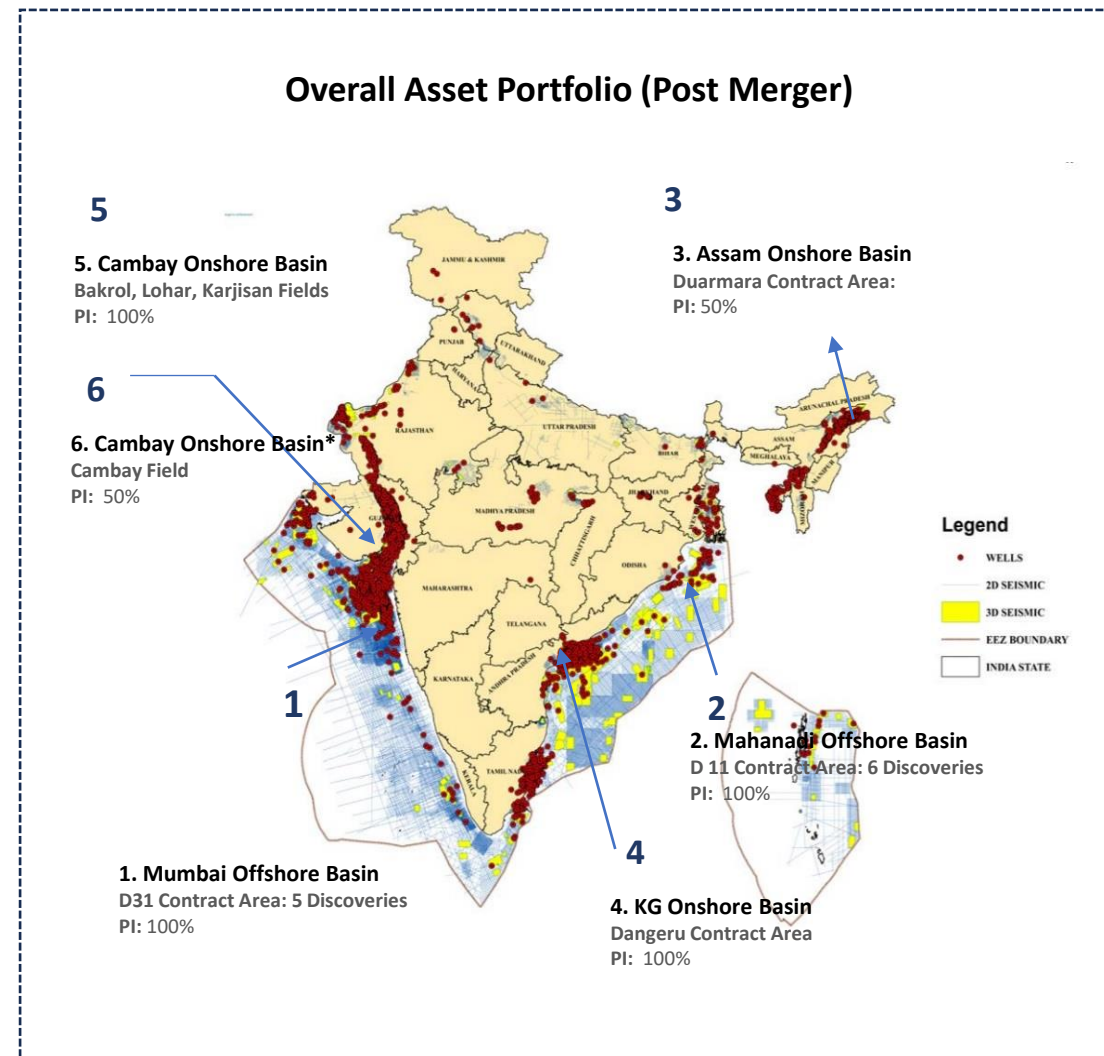 Overall Asset Portfolio (Post Merger)
5
3
5. Cambay Onshore Basin
Bakrol, Lohar, Karjisan Fields
PI: 100%
3. Assam Onshore Basin
Duarmara Contract Area:
PI: 50%
6
6. Cambay Onshore Basin*
Cambay Field
PI: 50%
JAMMU & KASHMIR
PUNJAB
UTTARAKHAND
HARYANA
RAJASTHAN
UTTAR PRADESH
BIHAR
ARUNACHAL PRADESH
ASSAM
MEGHALAYA
MANIPUR
MIZORAM
MADHYA PRADESH
CHHATTISGARH
ODISHA
MAHARASHTRA
TELANGANA
ANDHRA PRADESH
KARNATAKA
KERALA
Legend
WELLS
2D SEISMIC
3D SEISMIC
EEZ BOUNDARY
INDIA STATE
1
2
2. Mahanadi Offshore Basin
D 11 Contract Area: 6 Discoveries
PI: 100%
4
1. Mumbai Offshore Basin
D31 Contract Area: 5 Discoveries
PI: 100%
4. KG Onshore Basin
Dangeru Contract Area
PI: 100%